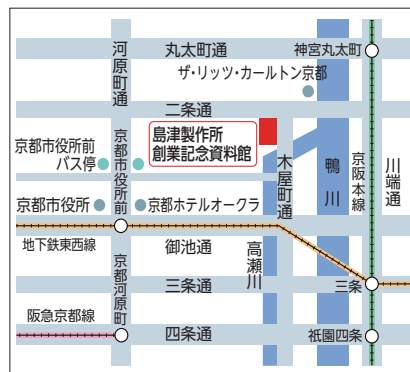 河原町通
丸太町通
神宮丸太町
ザ・リッツ・カールトン京都
二条通
京都市役所前
バス停
京都市役所前
島津製作所
創業記念資料館
木屋町通
鴨川
京阪本線
川端通
京都市役所
京都ホテルオークラ
地下鉄東西線
御池通
高瀬川
京都河原町
三条通
三条
阪急京都線
四条通
祇園四条